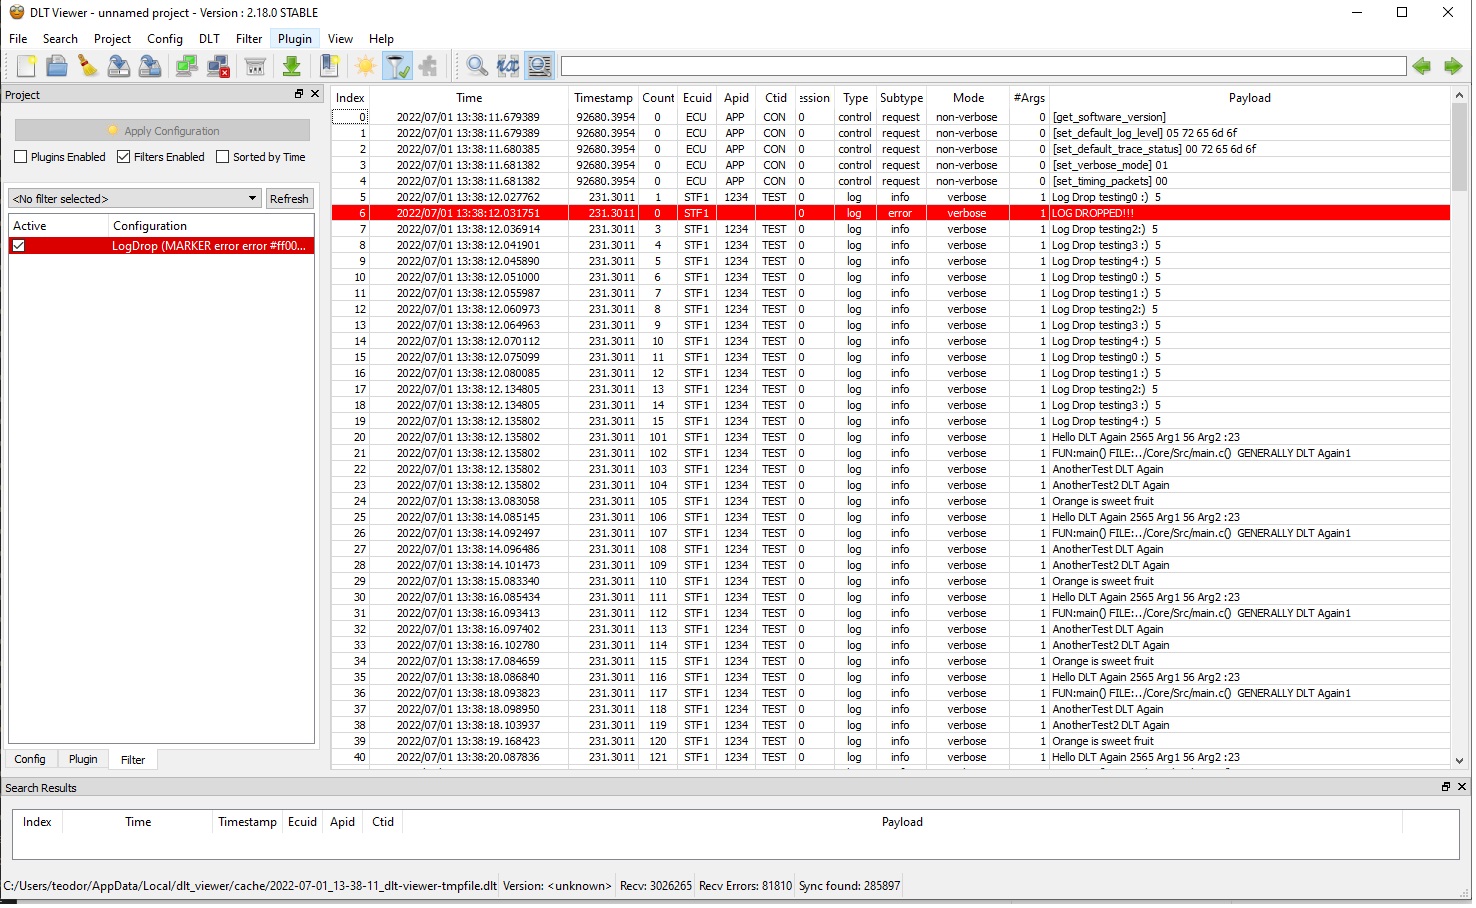 DLT Viewer - unnamed project - Version : 2.18.0 STABLE
File Search Project Config DLT Filter Plugin View Help
Project
Apply Configuration
Plugins Enabled Filters Enabled Sorted by Time
<No filter selected> Refresh
Active Configuration
LogDrop (MARKER error error #ff00...
Config Plugin Filter
Index Time Timestamp Count Ecuid Apid Ctid ession Type Subtype Mode #Args Payload
0 2022/07/01 13:38:11.679389 92680.3954 0 ECU APP CON 0 control request non-verbose 0 [get_software_version]
1 2022/07/01 13:38:11.679389 92680.3954 0 ECU APP CON 0 control request non-verbose 0 [set_default_log_level] 05 72 65 6d 6f
2 2022/07/01 13:38:11.680385 92680.3954 0 ECU APP CON 0 control request non-verbose 0 [set_default_trace_status] 00 72 65 6d 6f
3 2022/07/01 13:38:11.681382 92680.3954 0 ECU APP CON 0 control request non-verbose 0 [set_verbose_mode] 01
4 2022/07/01 13:38:11.681382 92680.3954 0 ECU APP CON 0 control request non-verbose 0 [set_timing_packets] 00
5 2022/07/01 13:38:12.027762 231.3011 1 STF1 1234 TEST 0 log info verbose 1 Log Drop testing0 :) 5
6 2022/07/01 13:38:12.031751 231.3011 0 STF1 0 log error verbose 1 LOG DROPPED!!!
7 2022/07/01 13:38:12.036914 231.3011 3 STF1 1234 TEST 0 log info verbose 1 Log Drop testing2:) 5
8 2022/07/01 13:38:12.041901 231.3011 4 STF1 1234 TEST 0 log info verbose 1 Log Drop testing3 :) 5
9 2022/07/01 13:38:12.045890 231.3011 5 STF1 1234 TEST 0 log info verbose 1 Log Drop testing4 :) 5
10 2022/07/01 13:38:12.051000 231.3011 6 STF1 1234 TEST 0 log info verbose 1 Log Drop testing0 :) 5
11 2022/07/01 13:38:12.055987 231.3011 7 STF1 1234 TEST 0 log info verbose 1 Log Drop testing1 :) 5
12 2022/07/01 13:38:12.060973 231.3011 8 STF1 1234 TEST 0 log info verbose 1 Log Drop testing2:) 5
13 2022/07/01 13:38:12.064963 231.3011 9 STF1 1234 TEST 0 log info verbose 1 Log Drop testing3 :) 5
14 2022/07/01 13:38:12.070112 231.3011 10 STF1 1234 TEST 0 log info verbose 1 Log Drop testing4 :) 5
15 2022/07/01 13:38:12.075099 231.3011 11 STF1 1234 TEST 0 log info verbose 1 Log Drop testing0 :) 5
16 2022/07/01 13:38:12.080085 231.3011 12 STF1 1234 TEST 0 log info verbose 1 Log Drop testing1 :) 5
17 2022/07/01 13:38:12.134805 231.3011 13 STF1 1234 TEST 0 log info verbose 1 Log Drop testing2:) 5
18 2022/07/01 13:38:12.134805 231.3011 14 STF1 1234 TEST 0 log info verbose 1 Log Drop testing3 :) 5
19 2022/07/01 13:38:12.135802 231.3011 15 STF1 1234 TEST 0 log info verbose 1 Log Drop testing4 :) 5
20 2022/07/01 13:38:12.135802 231.3011 101 STF1 1234 TEST 0 log info verbose 1 Hello DLT Again 2565 Arg1 56 Arg2 :23
21 2022/07/01 13:38:12.135802 231.3011 102 STF1 1234 TEST 0 log info verbose 1 FUN:main() FILE:../Core/Src/main.c() GENERALLY DLT Again1
22 2022/07/01 13:38:12.135802 231.3011 103 STF1 1234 TEST 0 log info verbose 1 AnotherTest DLT Again
23 2022/07/01 13:38:12.135802 231.3011 104 STF1 1234 TEST 0 log info verbose 1 AnotherTest2 DLT Again
24 2022/07/01 13:38:13.083058 231.3011 105 STF1 1234 TEST 0 log info verbose 1 Orange is sweet fruit
25 2022/07/01 13:38:14.085145 231.3011 106 STF1 1234 TEST 0 log info verbose 1 Hello DLT Again 2565 Arg1 56 Arg2 :23
26 2022/07/01 13:38:14.092497 231.3011 107 STF1 1234 TEST 0 log info verbose 1 FUN:main() FILE:../Core/Src/main.c() GENERALLY DLT Again1
27 2022/07/01 13:38:14.096486 231.3011 108 STF1 1234 TEST 0 log info verbose 1 AnotherTest DLT Again
28 2022/07/01 13:38:14.101473 231.3011 109 STF1 1234 TEST 0 log info verbose 1 AnotherTest2 DLT Again
29 2022/07/01 13:38:15.083340 231.3011 110 STF1 1234 TEST 0 log info verbose 1 Orange is sweet fruit
30 2022/07/01 13:38:16.085434 231.3011 111 STF1 1234 TEST 0 log info verbose 1 Hello DLT Again 2565 Arg1 56 Arg2 :23
31 2022/07/01 13:38:16.093413 231.3011 112 STF1 1234 TEST 0 log info verbose 1 FUN:main() FILE:../Core/Src/main.c() GENERALLY DLT Again1
32 2022/07/01 13:38:16.097402 231.3011 113 STF1 1234 TEST 0 log info verbose 1 AnotherTest DLT Again
33 2022/07/01 13:38:16.102780 231.3011 114 STF1 1234 TEST 0 log info verbose 1 AnotherTest2 DLT Again
34 2022/07/01 13:38:17.084659 231.3011 115 STF1 1234 TEST 0 log info verbose 1 Orange is sweet fruit
35 2022/07/01 13:38:18.086840 231.3011 116 STF1 1234 TEST 0 log info verbose 1 Hello DLT Again 2565 Arg1 56 Arg2 :23
36 2022/07/01 13:38:18.093823 231.3011 117 STF1 1234 TEST 0 log info verbose 1 FUN:main() FILE:../Core/Src/main.c() GENERALLY DLT Again1
37 2022/07/01 13:38:18.098950 231.3011 118 STF1 1234 TEST 0 log info verbose 1 AnotherTest DLT Again
38 2022/07/01 13:38:18.103937 231.3011 119 STF1 1234 TEST 0 log info verbose 1 AnotherTest2 DLT Again
39 2022/07/01 13:38:19.168423 231.3011 120 STF1 1234 TEST 0 log info verbose 1 Orange is sweet fruit
40 2022/07/01 13:38:20.087836 231.3011 121 STF1 1234 TEST 0 log info verbose 1 Hello DLT Again 2565 Arg1 56 Arg2 :23
Search Results
Index Time Timestamp Ecuid Apid Ctid Payload
C:/Users/teodor/AppData/Local/dlt_viewer/cache/2022-07-01_13-38-11_dlt-viewer-tmpfile.dlt Version: <unknown> Recv: 3026265 Recv Errors: 81810 Sync found: 285897